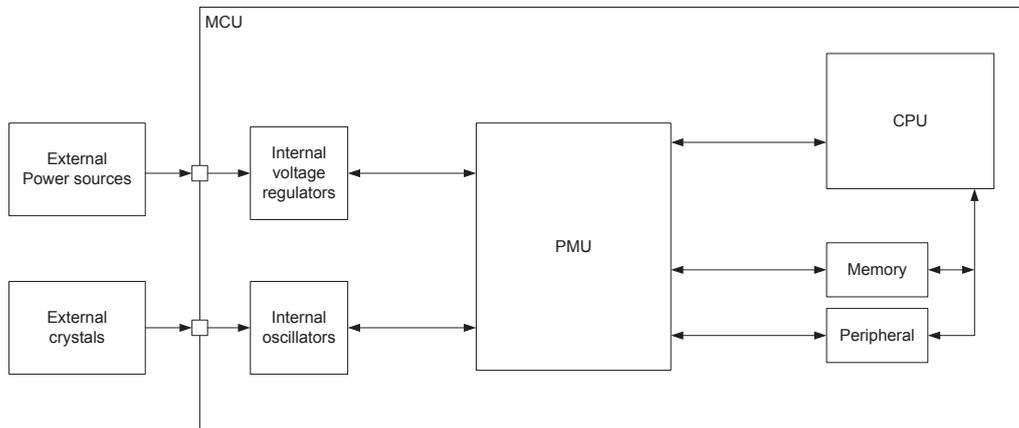 MCU
CPU
External
Power sources
Internal
voltage
regulators
PMU
Memory
External
crystals
Internal
oscillators
Peripheral